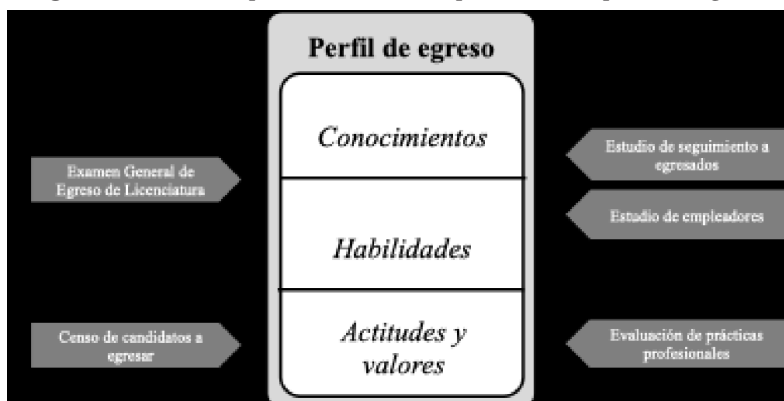 Perfil de egreso
Conocimientos
Habilidades
Actitudes y
valores
Examen General de
Egreso de Licenciatura
Censo de candidatos a
egresar
Estudio de seguimiento a
egresados
Estudio de empleadores
Evaluación de prácticas
profesionales